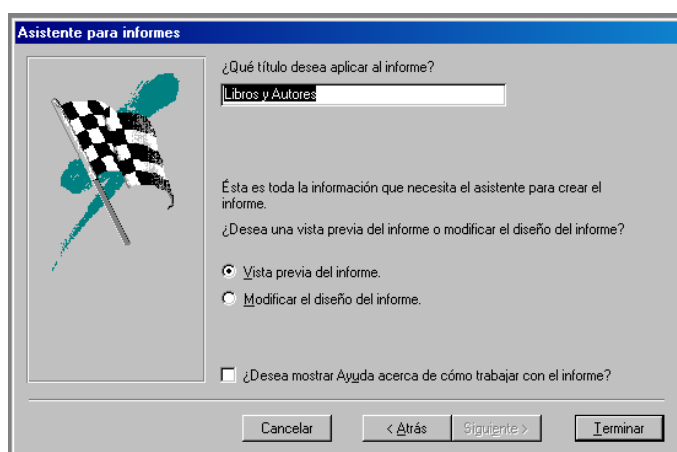 Asistente para informes
¿Qué título desea aplicar al informe?
Libros y Autores
Ésta es toda la información que necesita el asistente para crear el
informe.
¿Desea una vista previa del informe o modificar el diseño del informe?
Vista previa del informe.
Modificar el diseño del informe.
¿Desea mostrar Ayuda acerca de cómo trabajar con el informe?
Cancelar
< Atrás
Siguiente >
Terminar